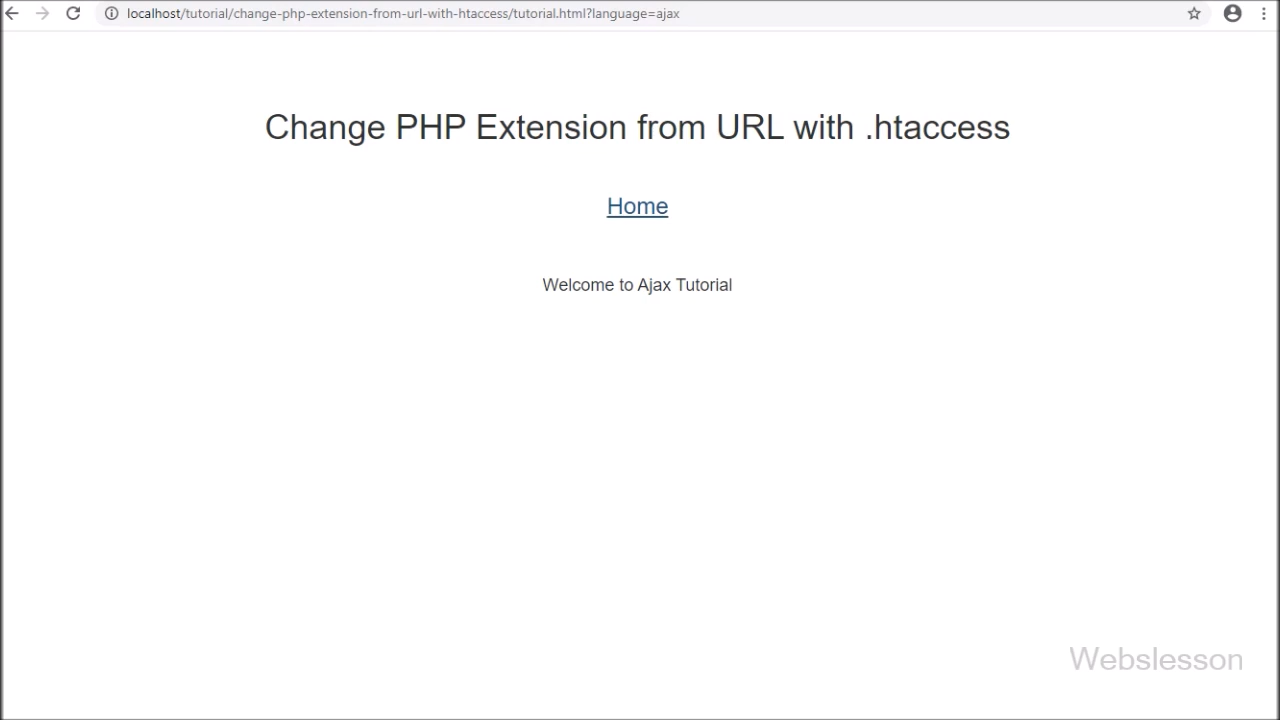 localhost/tutorial/change-php-extension-from-url-with-htaccess/tutorial.html?language=ajax
Change PHP Extension from URL with .htaccess
Home
Welcome to Ajax Tutorial
Webslesson